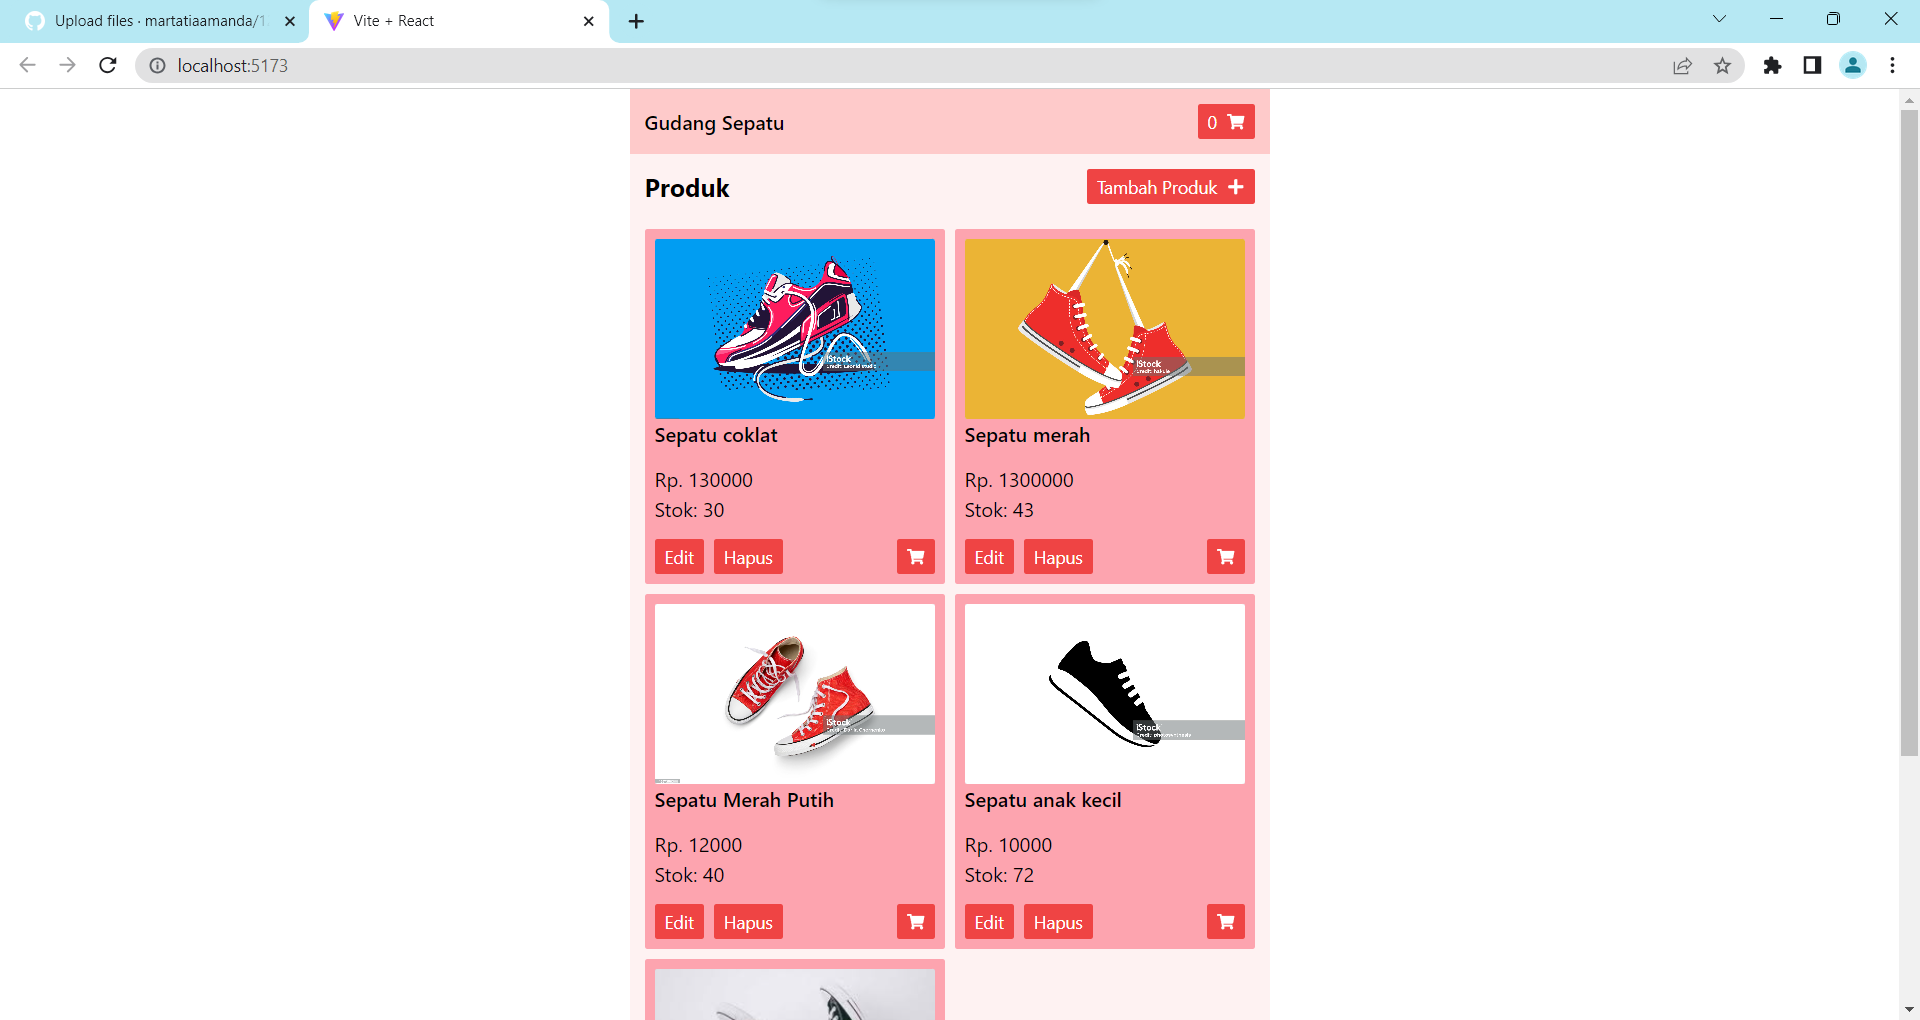 Upload files · martatiaamanda/1
Vite + React
localhost:5173
Gudang Sepatu
0
Produk
Tambah Produk
Sepatu coklat
Rp. 130000
Stok: 30
Edit Hapus
iStock
Sepatu merah
Rp. 1300000
Stok: 43
Edit Hapus
iStock
Sepatu Merah Putih
Rp. 12000
Stok: 40
Edit Hapus
iStock
Sepatu anak kecil
Rp. 10000
Stok: 72
Edit Hapus
iStock